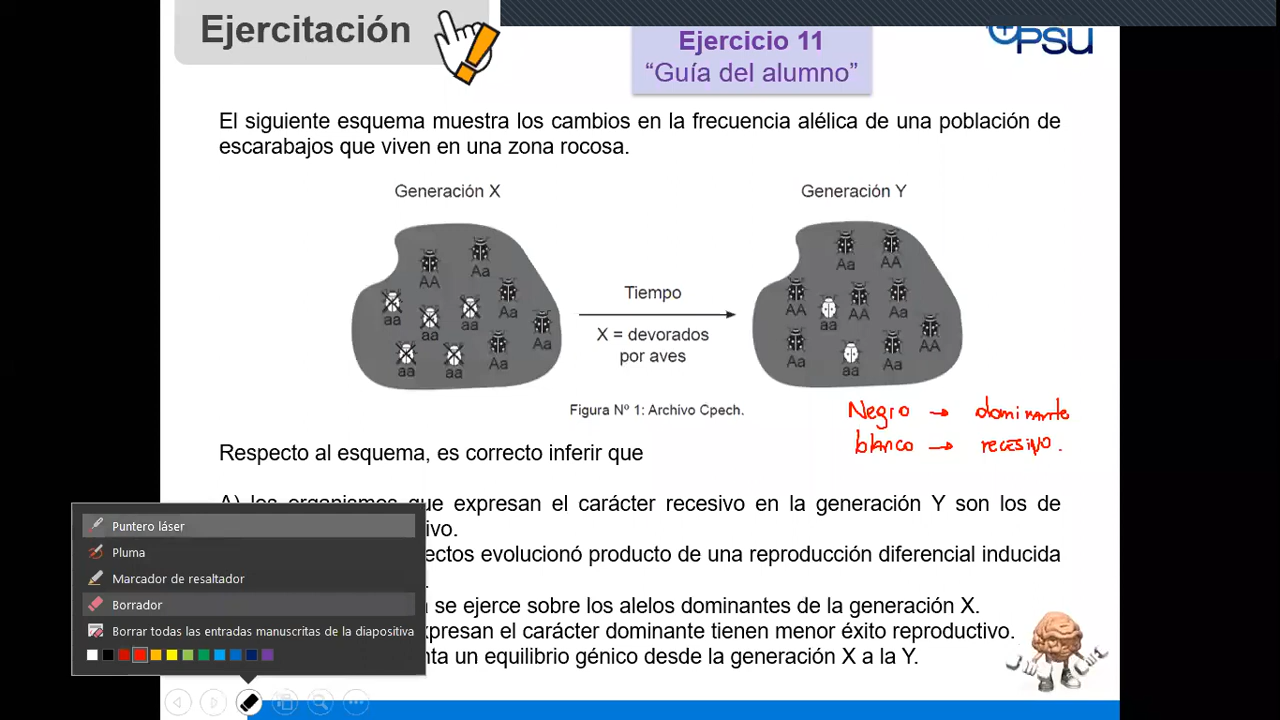 Ejercitación
Ejercicio 11
“Guía del alumno”
PSU
El siguiente esquema muestra los cambios en la frecuencia alélica de una población de
escarabajos que viven en una zona rocosa.
Generación X
Generación Y
Aa
AA
Aa
aa
aa
aa
Aa
Aa
aa
aa
Tiempo
X = devorados
por aves
Aa
AA
AA
aa
AA
Aa
AA
Aa
aa
Aa
Figura Nº 1: Archivo Cpech.
Negro → dominante
blanco → recesivo.
Respecto al esquema, es correcto inferir que
A) los organismos que expresan el carácter recesivo en la generación Y son los de
ivo.
ectos evolucionó producto de una reproducción diferencial inducida
.
se ejerce sobre los alelos dominantes de la generación X.
xpresan el carácter dominante tienen menor éxito reproductivo.
nta un equilibrio génico desde la generación X a la Y.
Puntero láser
Pluma
Marcador de resaltador
Borrador
Borrar todas las entradas manuscritas de la diapositiva